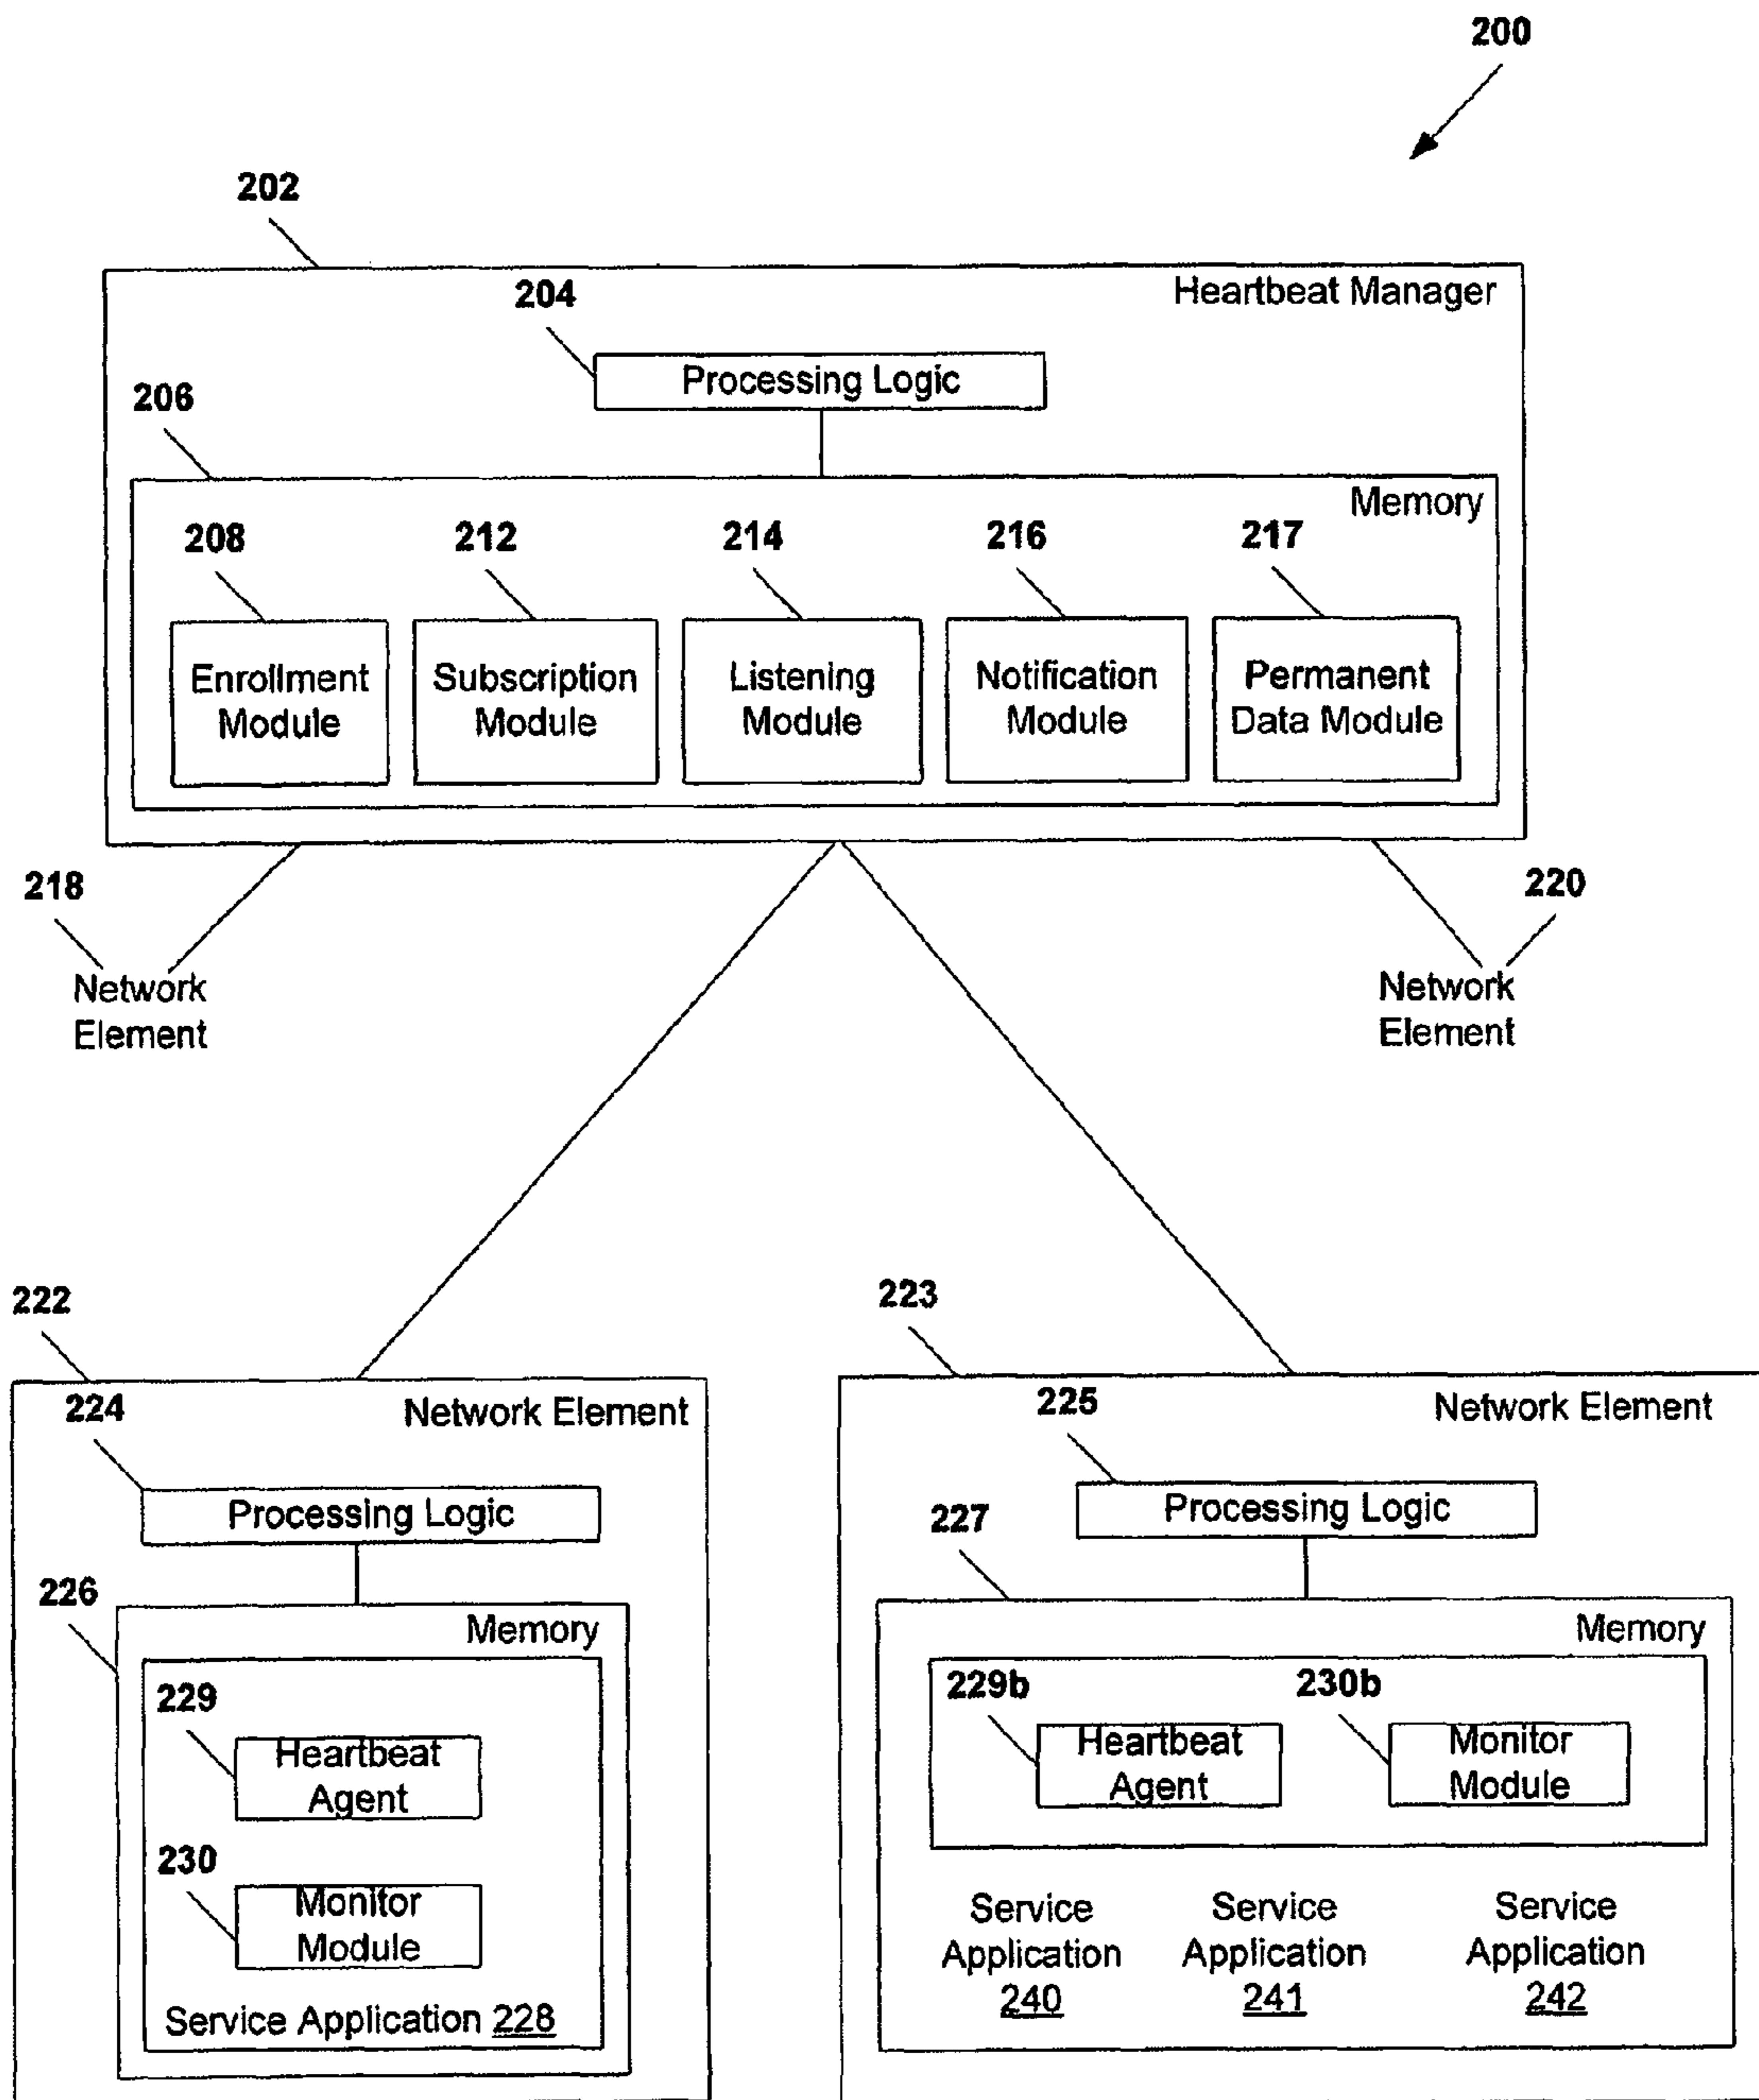 200
202
Heartbeat Manager
204
Processing Logic
206
Memory
208
212
214
216
217
Enrollment
Module
Subscription
Module
Listening
Module
Notification
Module
Permanent
Data Module
218
Network
Element
220
Network
Element
222
Network Element
224
Processing Logic
226
Memory
229
Heartbeat
Agent
230
Monitor
Module
Service Application 228
223
Network Element
225
Processing Logic
227
Memory
229b
Heartbeat
Agent
230b
Monitor
Module
Service
Application
240
Service
Application
241
Service
Application
242